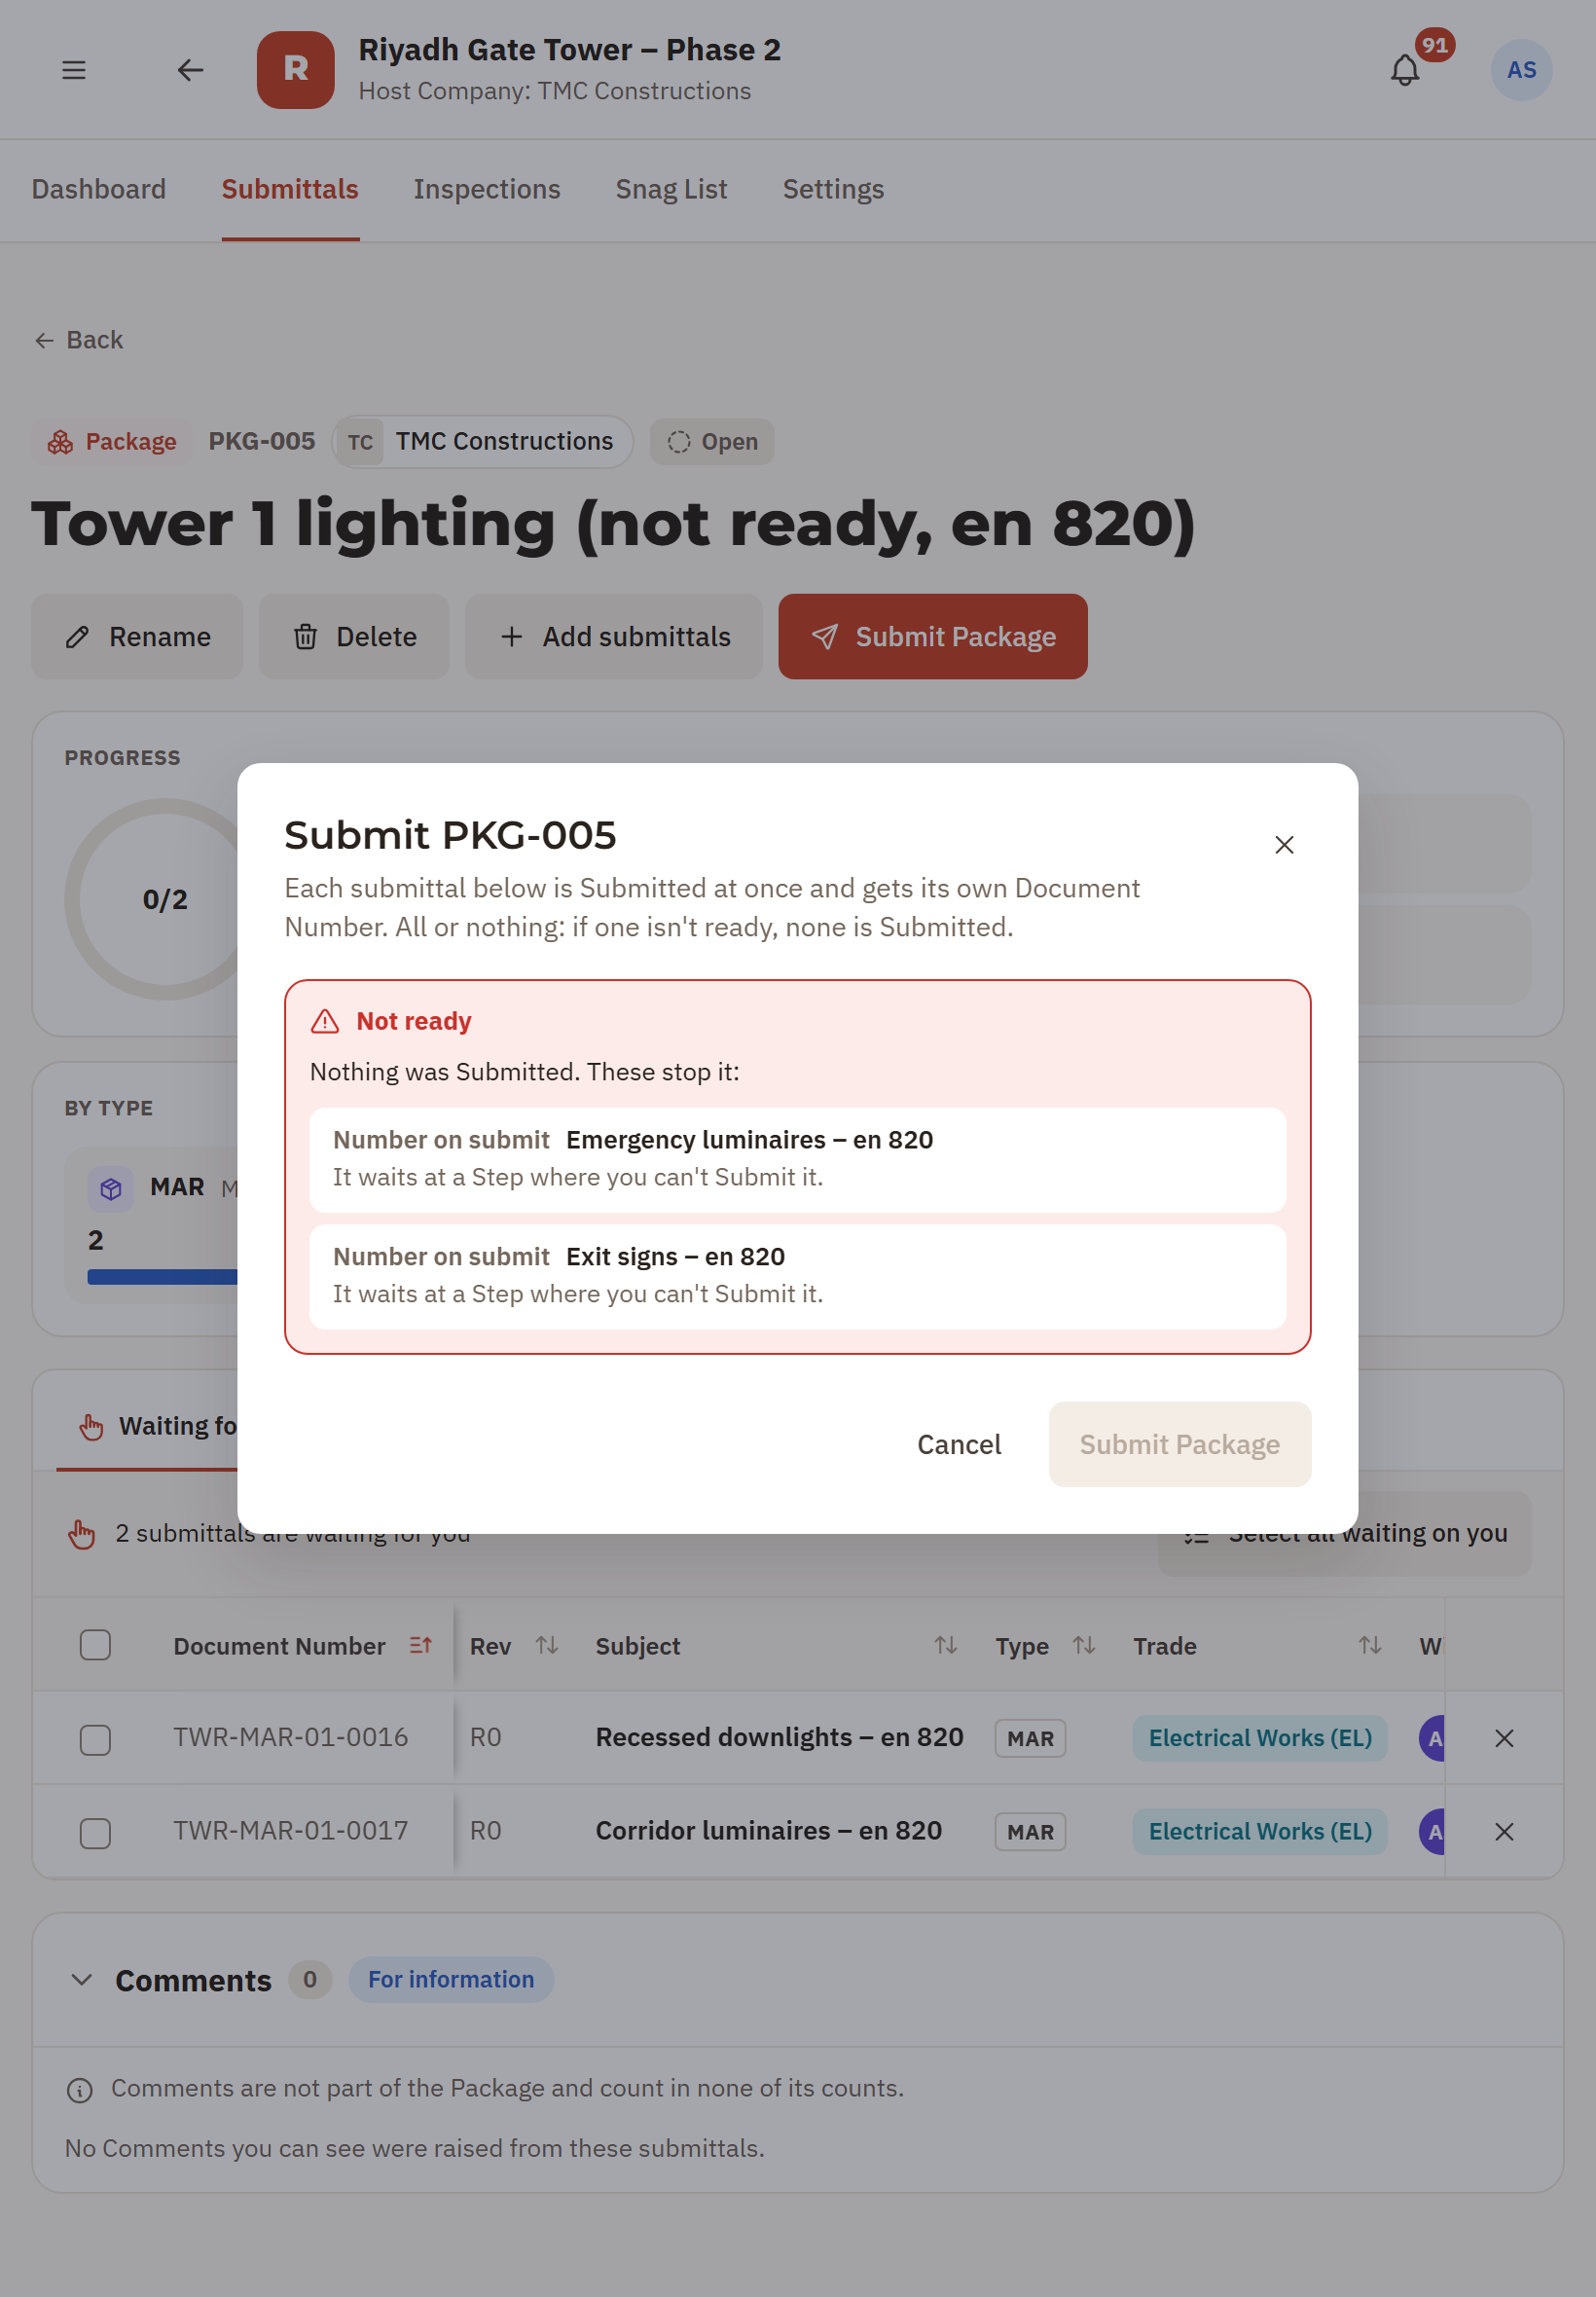 R
Riyadh Gate Tower – Phase 2
Host Company: TMC Constructions
91
AS
Dashboard Submittals Inspections Snag List Settings
Back
Package PKG-005 TC TMC Constructions Open
Tower 1 lighting (not ready, en 820)
Rename Delete Add submittals Submit Package
PROGRESS
0/2
Submit PKG-005
Each submittal below is Submitted at once and gets its own Document
Number. All or nothing: if one isn't ready, none is Submitted.
Not ready
Nothing was Submitted. These stop it:
Number on submit Emergency luminaires – en 820
It waits at a Step where you can't Submit it.
Number on submit Exit signs – en 820
It waits at a Step where you can't Submit it.
Cancel Submit Package
BY TYPE
MAR
2
Waiting
2 submittals are waiting for you Select all waiting on you
Document Number Rev Subject Type Trade
TWR-MAR-01-0016 R0 Recessed downlights – en 820 MAR Electrical Works (EL)
TWR-MAR-01-0017 R0 Corridor luminaires – en 820 MAR Electrical Works (EL)
Comments 0 For information
Comments are not part of the Package and count in none of its counts.
No Comments you can see were raised from these submittals.